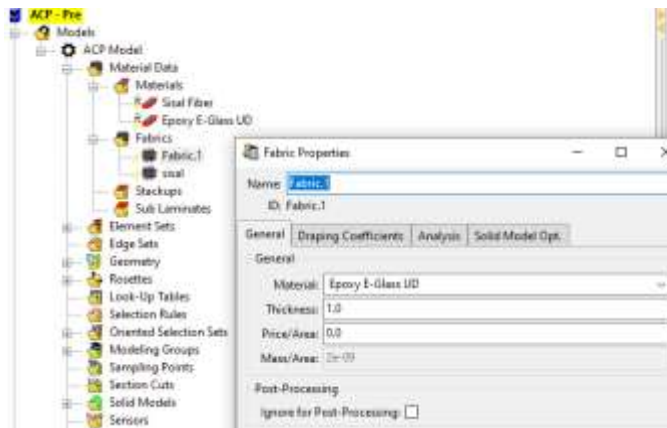 ACP - Pre
Models
ACP Model
Material Data
Materials
Sisal Fiber
Epoxy E-Glass UD
Fabrics
Fabric.1
sisal
Stackups
Sub Laminates
Element Sets
Edge Sets
Geometry
Rosettes
Look-Up Tables
Selection Rules
Oriented Selection Sets
Modeling Groups
Sampling Points
Section Cuts
Solid Models
Sensors
Fabric Properties
Name: Fabric.1
ID: Fabric.1
General Draping Coefficients Analysis Solid Model Opt.
General
Material: Epoxy E-Glass UD
Thickness: 1.0
Price/Area: 0.0
Mass/Area: 2e-09
Post-Processing
Ignore for Post-Processing: